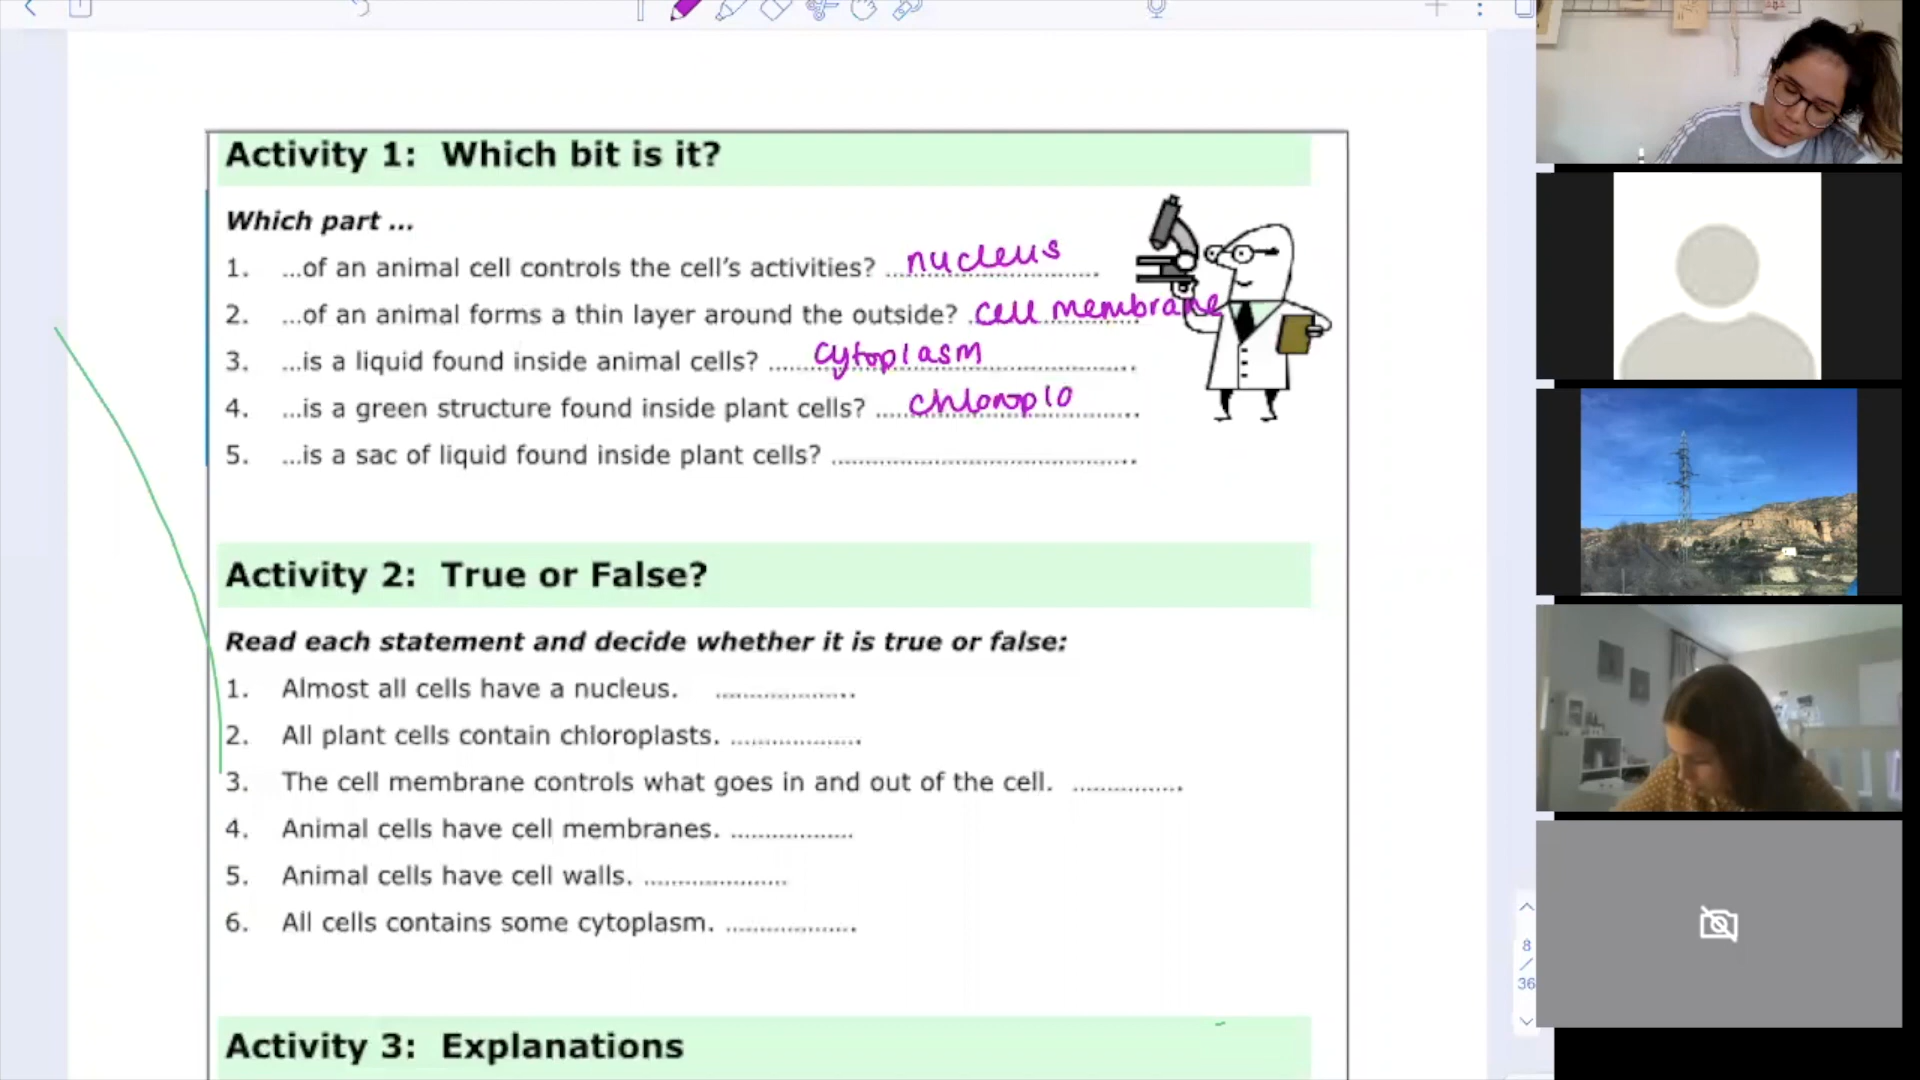 Activity 1: Which bit is it?
Which part ...
1. ...of an animal cell controls the cell's activities? nucleus
2. ...of an animal forms a thin layer around the outside? cell membrane
3. ...is a liquid found inside animal cells? cytoplasm
4. ...is a green structure found inside plant cells? chloroplo
5. ...is a sac of liquid found inside plant cells?
Activity 2: True or False?
Read each statement and decide whether it is true or false:
1. Almost all cells have a nucleus.
2. All plant cells contain chloroplasts.
3. The cell membrane controls what goes in and out of the cell.
4. Animal cells have cell membranes.
5. Animal cells have cell walls.
6. All cells contains some cytoplasm.
Activity 3: Explanations
8
/
36